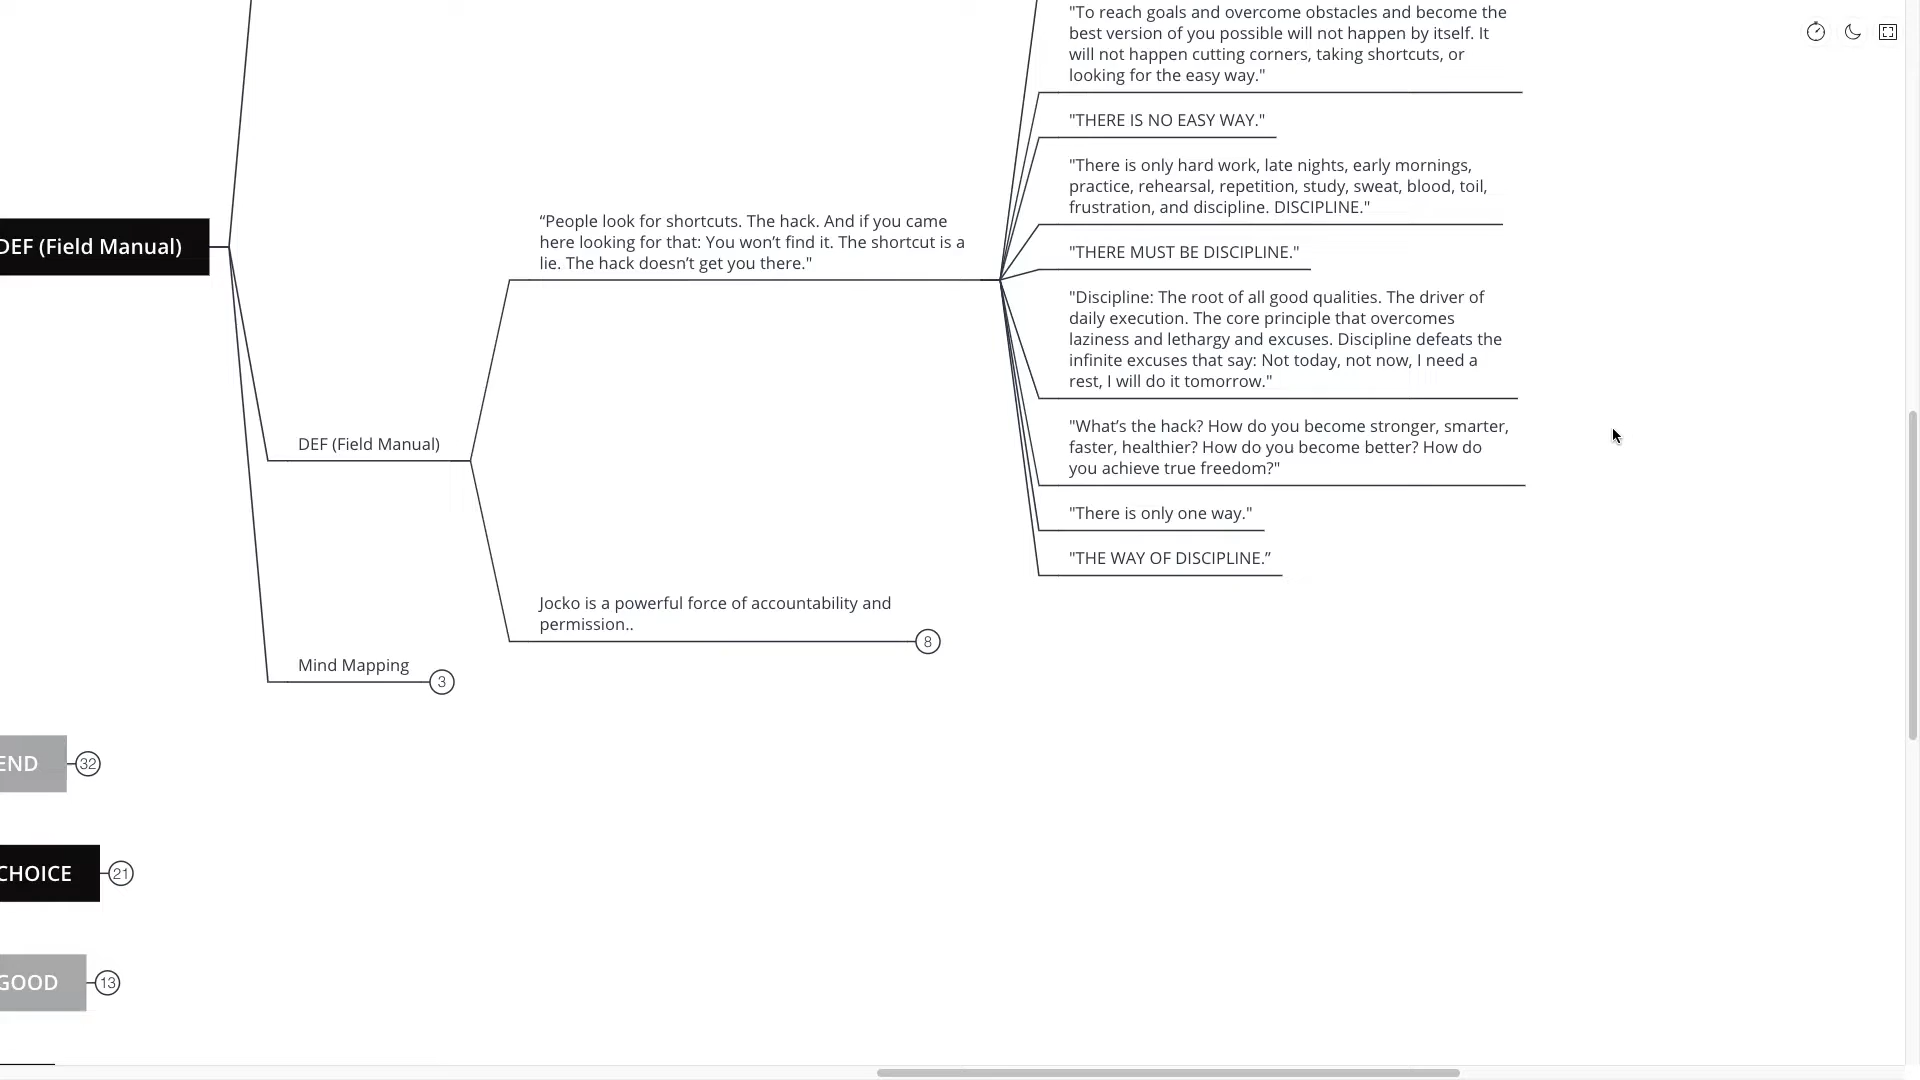 "To reach goals and overcome obstacles and become the
best version of you possible will not happen by itself. It
will not happen cutting corners, taking shortcuts, or
looking for the easy way."
"THERE IS NO EASY WAY."
"There is only hard work, late nights, early mornings,
practice, rehearsal, repetition, study, sweat, blood, toil,
frustration, and discipline. DISCIPLINE."
“People look for shortcuts. The hack. And if you came
here looking for that: You won’t find it. The shortcut is a
lie. The hack doesn’t get you there."
DEF (Field Manual)
"THERE MUST BE DISCIPLINE."
"Discipline: The root of all good qualities. The driver of
daily execution. The core principle that overcomes
laziness and lethargy and excuses. Discipline defeats the
infinite excuses that say: Not today, not now, I need a
rest, I will do it tomorrow."
DEF (Field Manual)
"What’s the hack? How do you become stronger, smarter,
faster, healthier? How do you become better? How do
you achieve true freedom?"
"There is only one way."
"THE WAY OF DISCIPLINE.”
Jocko is a powerful force of accountability and
permission..
8
Mind Mapping
3
END
32
CHOICE
21
GOOD
13